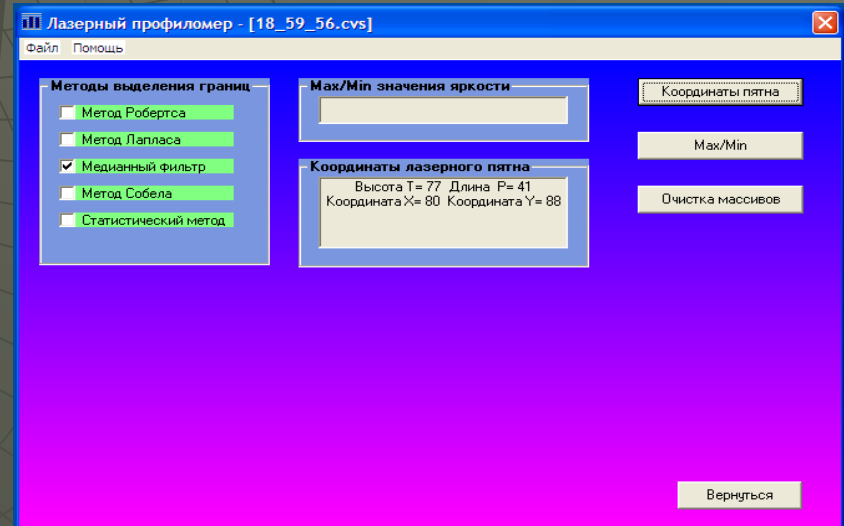 Лазерный профиломер - [18_59_56.cvs]
Файл Помощь
Методы выделения границ
Метод Робертса
Метод Лапласа
Медианный фильтр
Метод Собела
Статистический метод
Max/Min значения яркости
Координаты лазерного пятна
Высота T= 77 Длина P= 41
Координата X= 80 Координата Y= 88
Координаты пятна
Max/Min
Очистка массивов
Вернуться